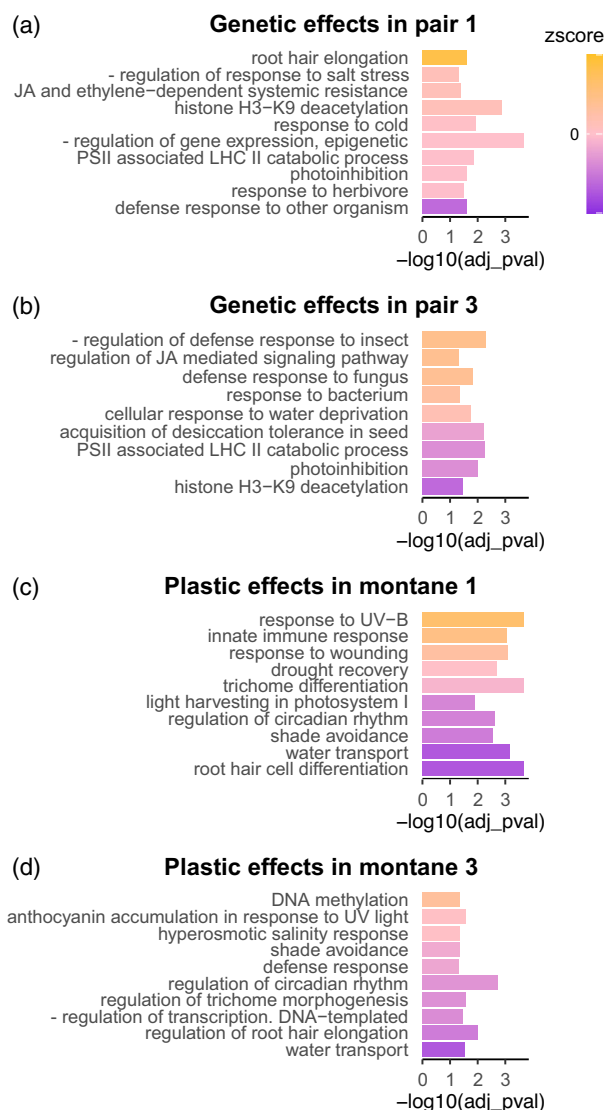 (a)
Genetic effects in pair 1
zscore
0
root hair elongation
- regulation of response to salt stress
JA and ethylene−dependent systemic resistance
histone H3−K9 deacetylation
response to cold
- regulation of gene expression, epigenetic
PSII associated LHC II catabolic process
photoinhibition
response to herbivore
defense response to other organism
0 1 2 3
−log10(adj_pval)
(b)
Genetic effects in pair 3
- regulation of defense response to insect
regulation of JA mediated signaling pathway
defense response to fungus
response to bacterium
cellular response to water deprivation
acquisition of desiccation tolerance in seed
PSII associated LHC II catabolic process
photoinhibition
histone H3−K9 deacetylation
0 1 2 3
−log10(adj_pval)
(c)
Plastic effects in montane 1
response to UV−B
innate immune response
response to wounding
drought recovery
trichome differentiation
light harvesting in photosystem I
regulation of circadian rhythm
shade avoidance
water transport
root hair cell differentiation
0 1 2 3
−log10(adj_pval)
(d)
Plastic effects in montane 3
DNA methylation
anthocyanin accumulation in response to UV light
hyperosmotic salinity response
shade avoidance
defense response
regulation of circadian rhythm
regulation of trichome morphogenesis
- regulation of transcription. DNA−templated
regulation of root hair elongation
water transport
0 1 2 3
−log10(adj_pval)